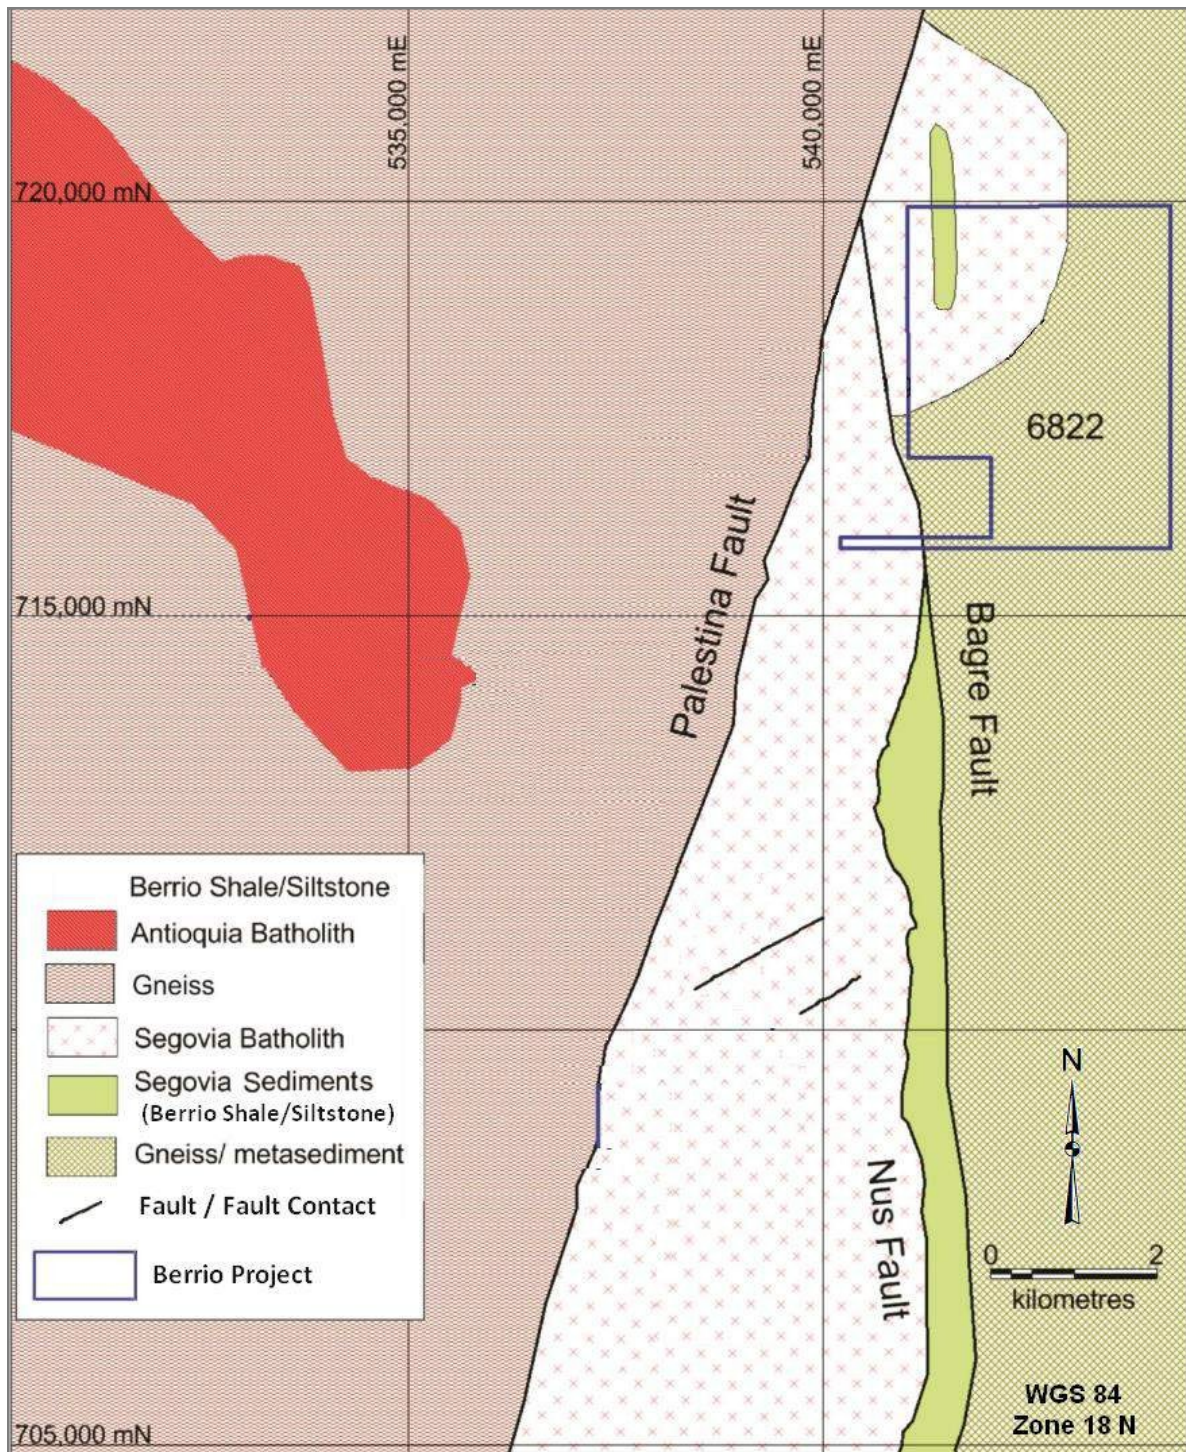 535,000 mE
540,000 mE
720,000 mN
6822
Palestina Fault
715,000 mN
Bagre Fault
Berrio Shale/Siltstone
Antioquia Batholith
Gneiss
Segovia Batholith
Segovia Sediments
(Berrio Shale/Siltstone)
Gneiss/ metasediment
Fault / Fault Contact
Berrio Project
N
Nus Fault
0 2
kilometres
WGS 84
Zone 18 N
705,000 mN